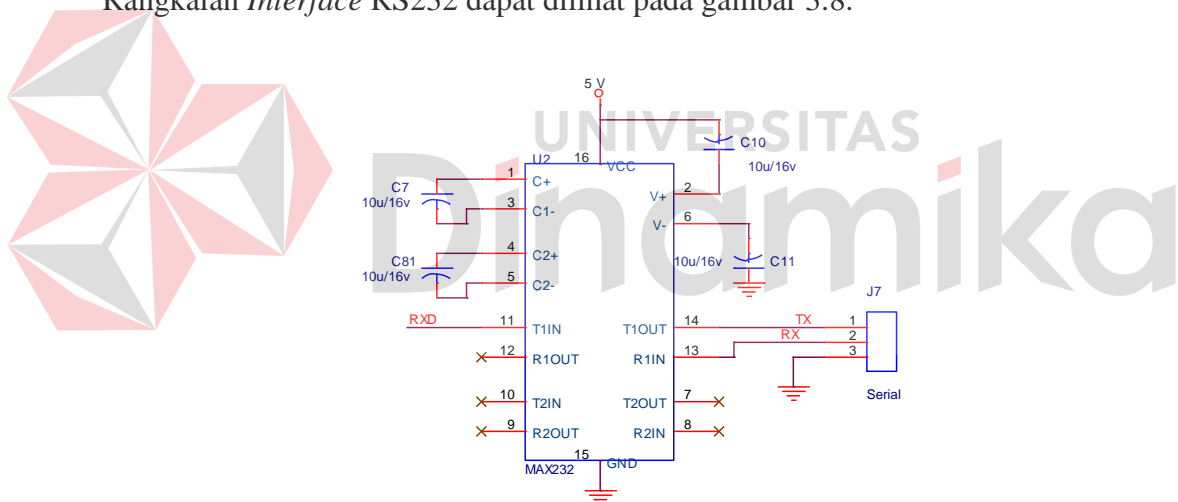 Rangkaian Interface RS232 dapat dilihat pada gambar 3.8.
UNIVERSITAS
Dinamika
5 V
U2
16
VCC
C10
10u/16v
C7
10u/16v
1
C+
3
C1-
2
V+
6
V-
C81
10u/16v
4
C2+
5
C2-
10u/16v
C11
J7
RXD
11
T1IN
T1OUT
14
TX
1
12
R1OUT
R1IN
13
RX
2
3
10
T2IN
T2OUT
7
Serial
9
R2OUT
R2IN
8
15
GND
MAX232